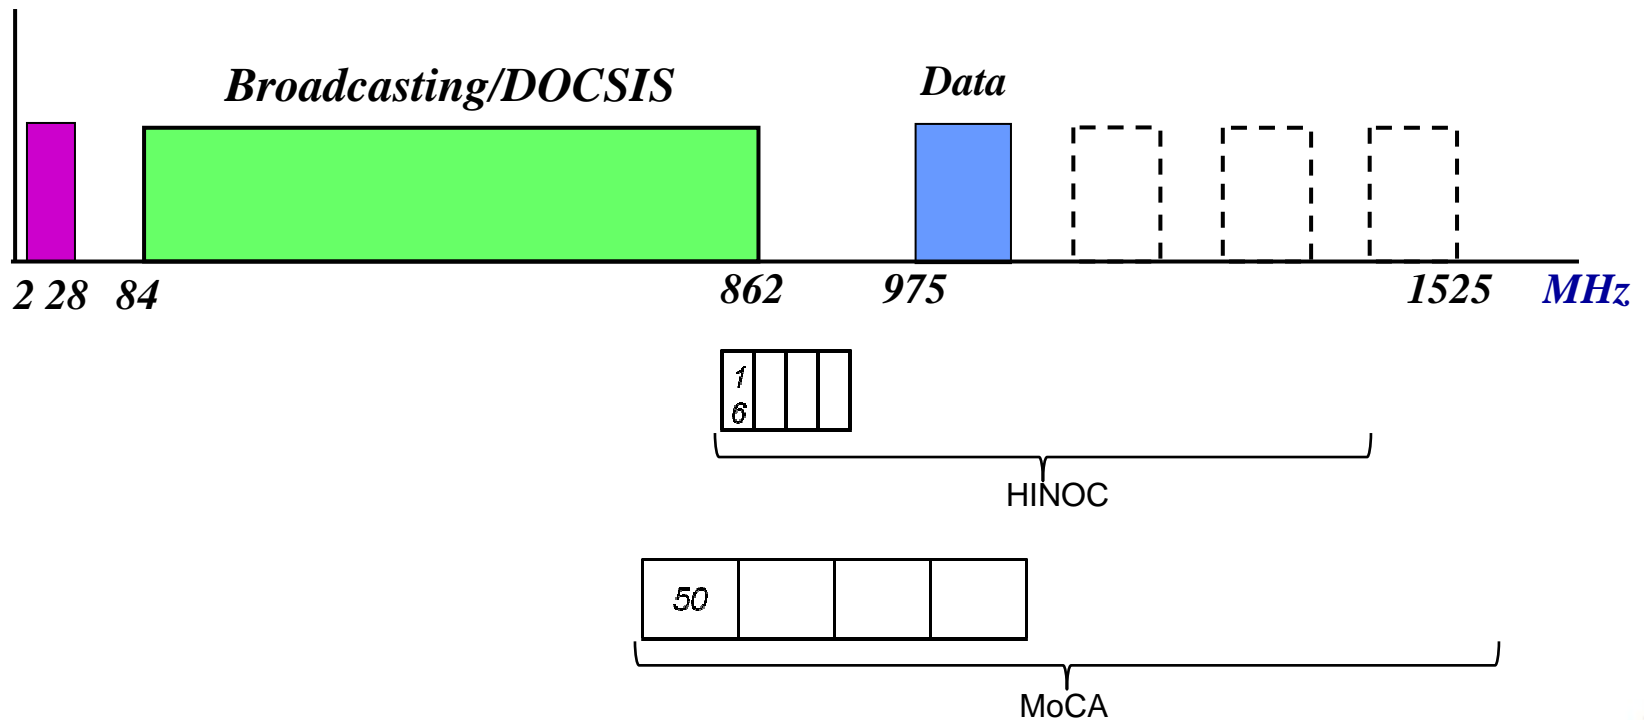 Broadcasting/DOCSIS
Data
2 28 84 862 975 1525 MHz
1
6
HINOC
50
MoCA